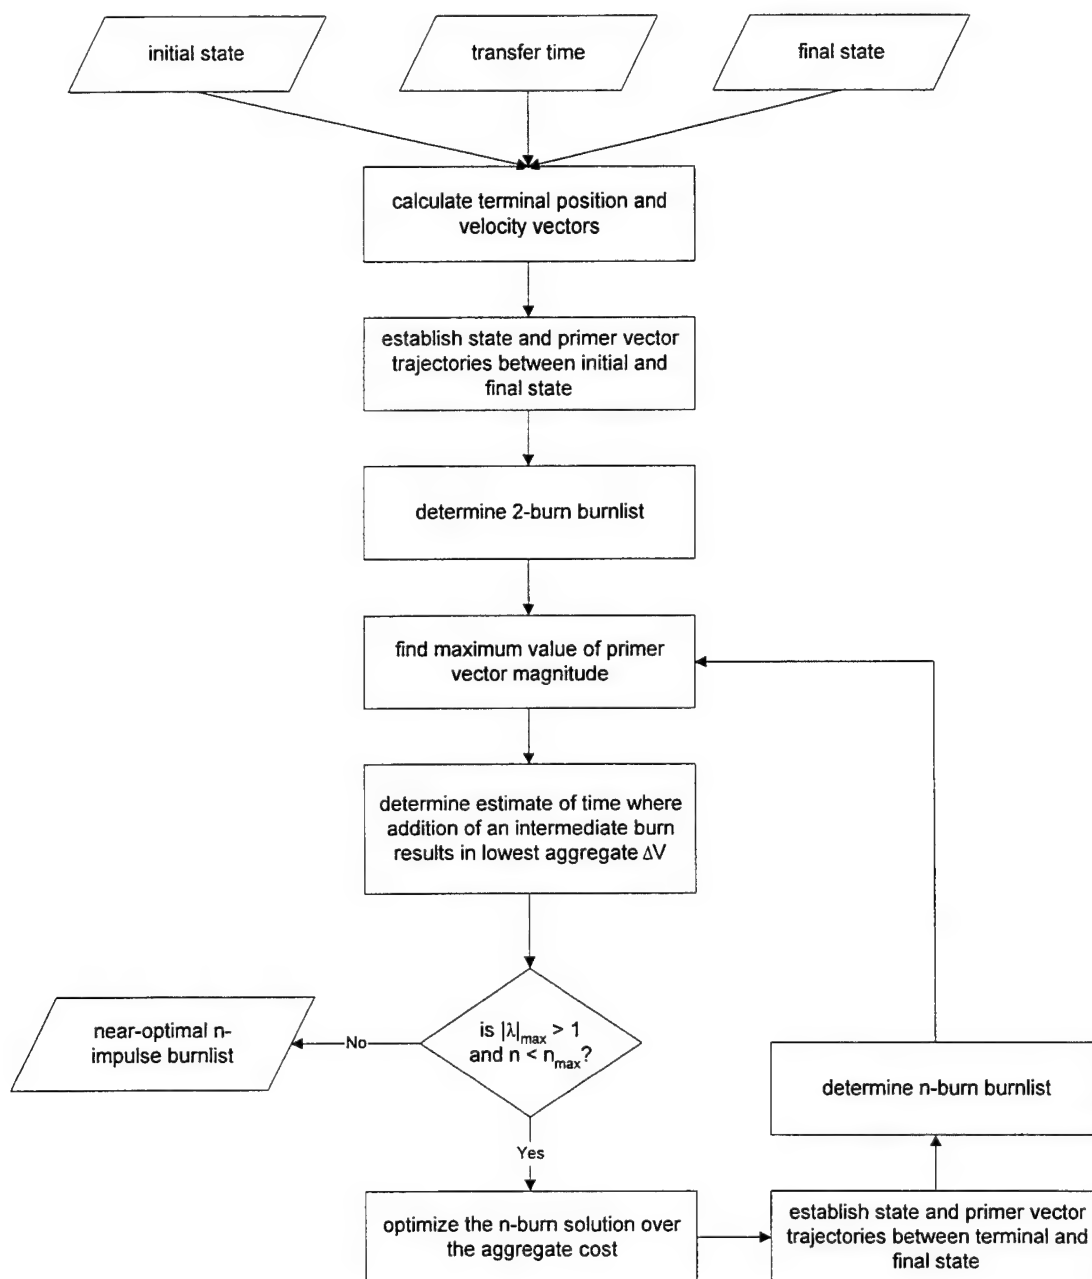 initial state
transfer time
final state
calculate terminal position and
velocity vectors
establish state and primer vector
trajectories between initial and
final state
determine 2-burn burnlist
find maximum value of primer
vector magnitude
determine estimate of time where
addition of an intermediate burn
results in lowest aggregate ΔV
is |λ|max > 1
and n < nmax?
No
near-optimal n-
impulse burnlist
Yes
optimize the n-burn solution over
the aggregate cost
establish state and primer vector
trajectories between terminal and
final state
determine n-burn burnlist